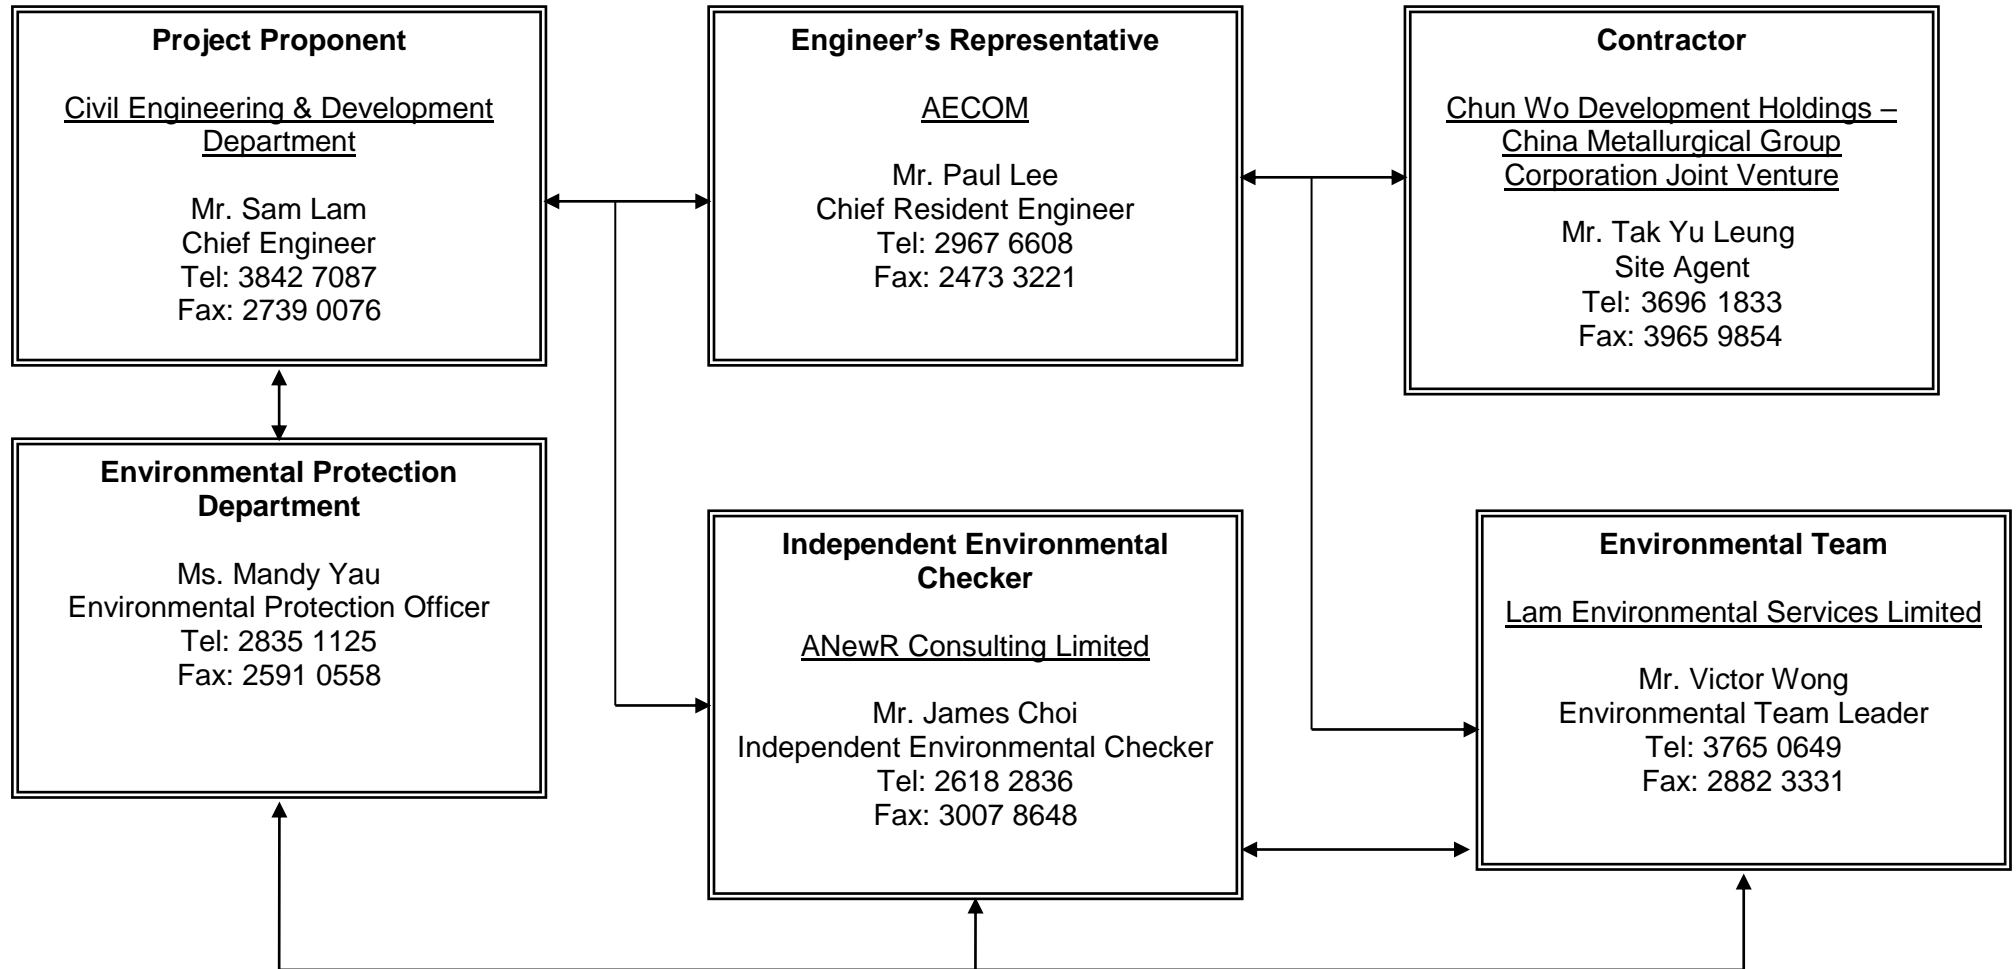 Project Proponent
Civil Engineering & Development
Department
Mr. Sam Lam
Chief Engineer
Tel: 3842 7087
Fax: 2739 0076
Engineer’s Representative
AECOM
Mr. Paul Lee
Chief Resident Engineer
Tel: 2967 6608
Fax: 2473 3221
Contractor
Chun Wo Development Holdings –
China Metallurgical Group
Corporation Joint Venture
Mr. Tak Yu Leung
Site Agent
Tel: 3696 1833
Fax: 3965 9854
Environmental Protection
Department
Ms. Mandy Yau
Environmental Protection Officer
Tel: 2835 1125
Fax: 2591 0558
Independent Environmental
Checker
ANewR Consulting Limited
Mr. James Choi
Independent Environmental Checker
Tel: 2618 2836
Fax: 3007 8648
Environmental Team
Lam Environmental Services Limited
Mr. Victor Wong
Environmental Team Leader
Tel: 3765 0649
Fax: 2882 3331